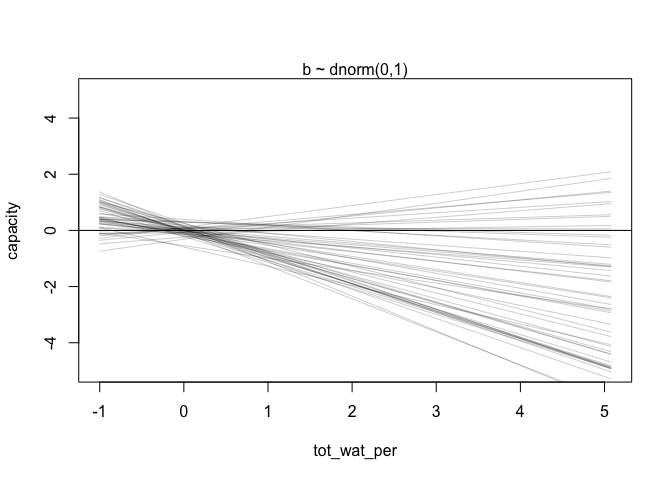 b ~ dnorm(0,1)
4
2
0
-2
-4
capacity
-1 0 1 2 3 4 5
tot_wat_per